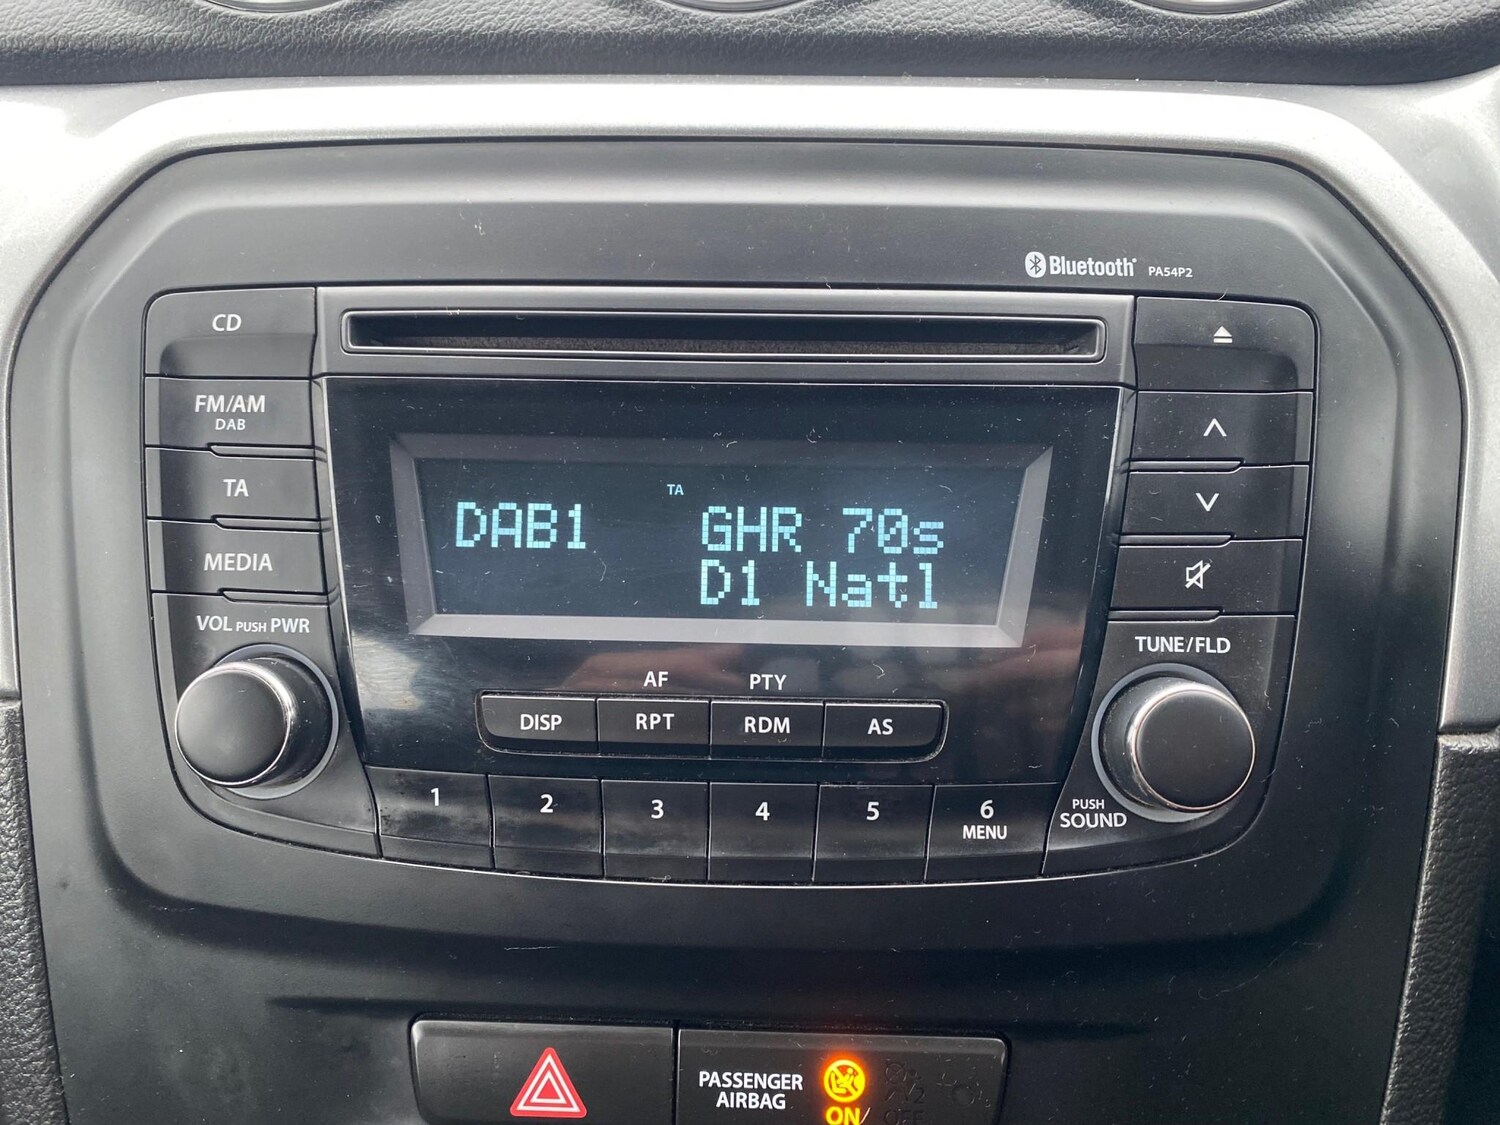 Bluetooth® PA54P2
CD
FM/AM
DAB
TA
MEDIA
VOL PUSH PWR
TA
DAB1 GHR 70s
D1 Natl
TUNE/FLD
AF PTY
DISP RPT RDM AS
1 2 3 4 5 6
MENU
PUSH
SOUND
PASSENGER
AIRBAG
ON/ OFF